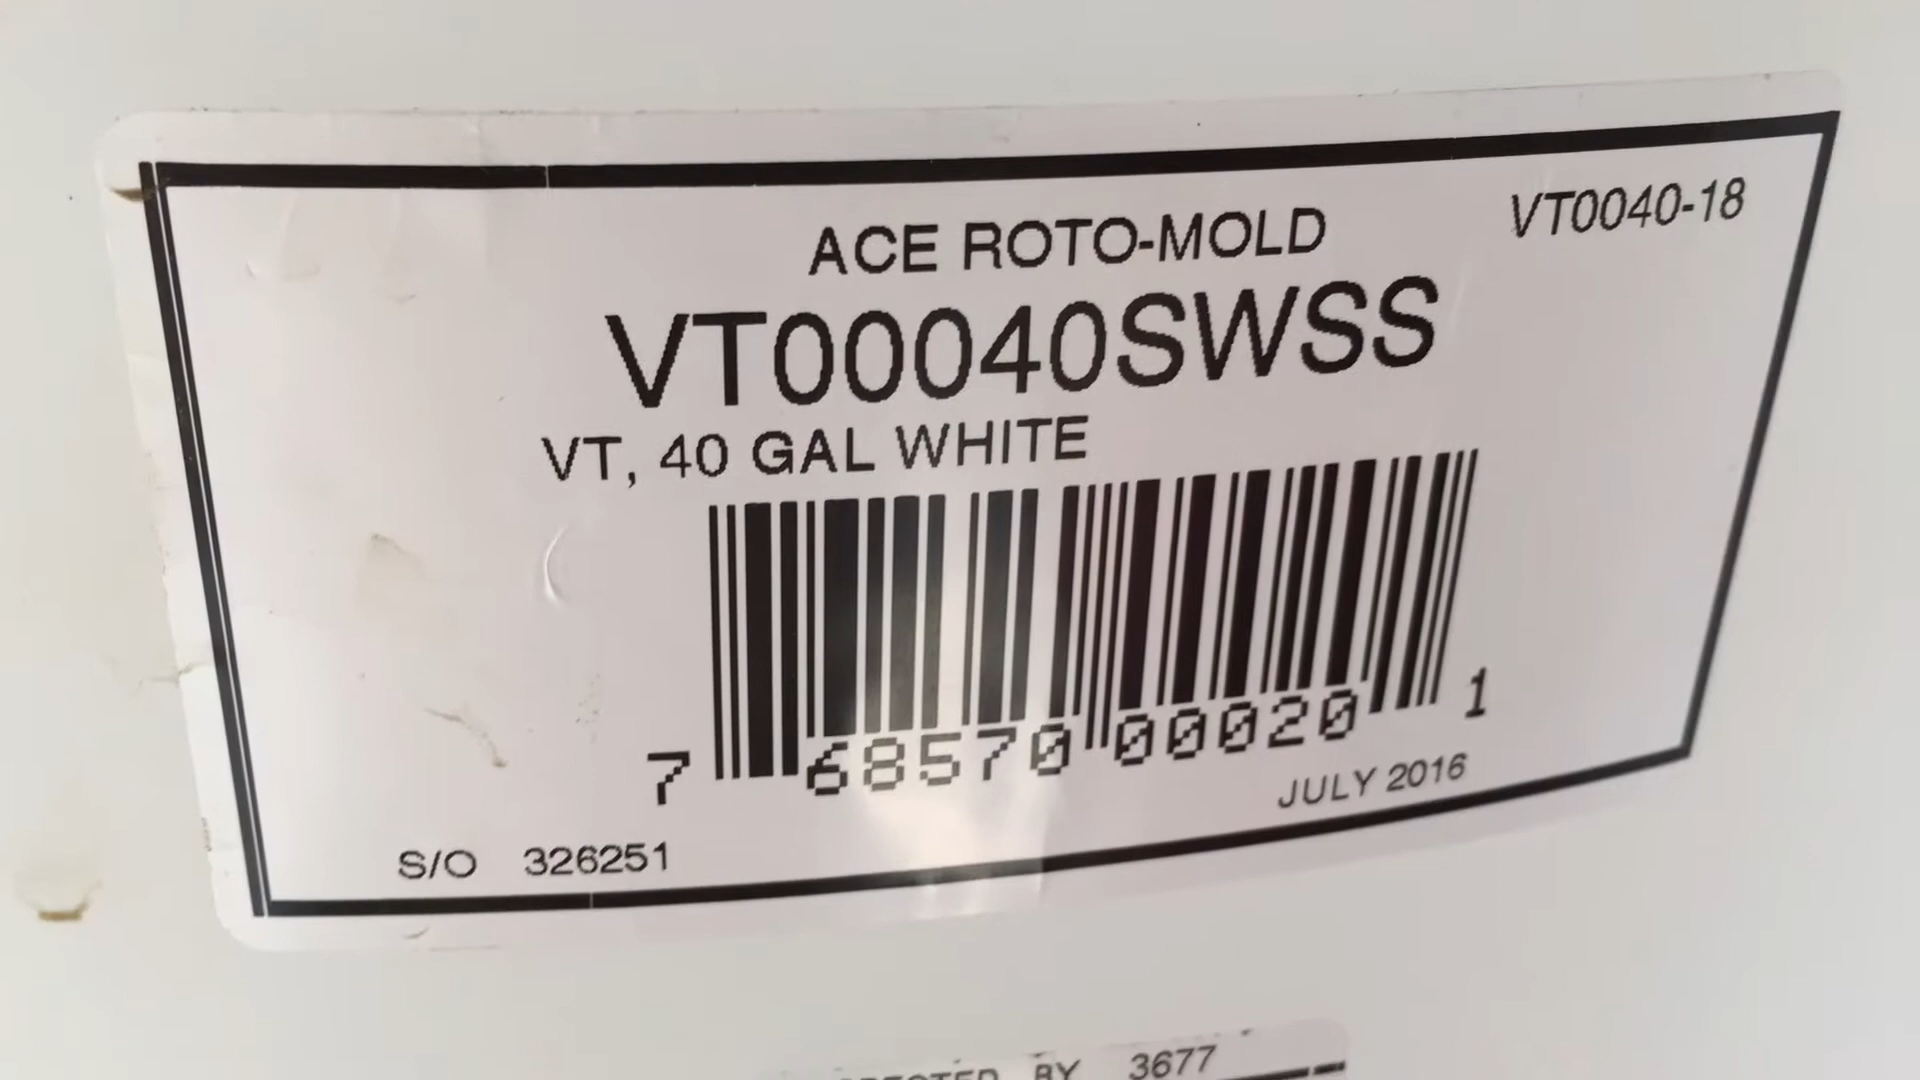 VT0040-18
ACE ROTO-MOLD
VT00040SWSS
VT, 40 GAL WHITE
7 68570 00020 1
JULY 2016
S/O 326251
BY 3677